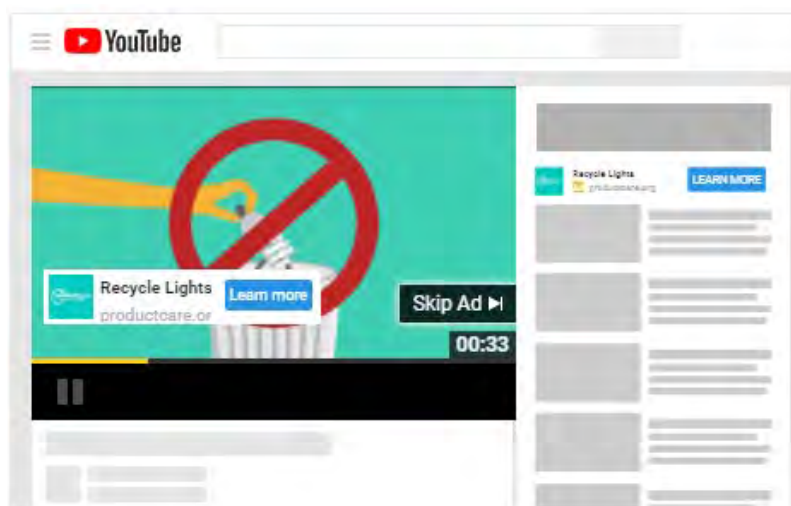 YouTube
Recycle Lights
productcare.org
LEARN MORE
Recycle Lights
productcare.or
Learn more
Skip Ad
00:33